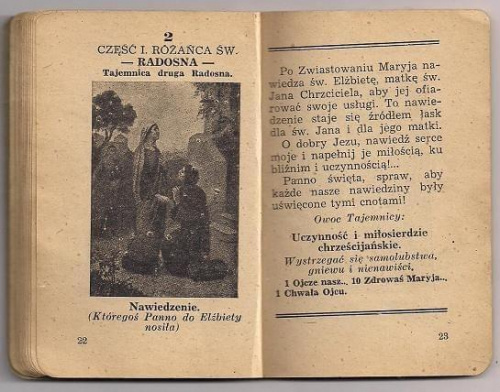 2
CZĘŚĆ I. RÓŻAŃCA ŚW.
— RADOSNA —
Tajemnica druga Radosna.
Nawiedzenie.
(Któregoś Panno do Elżbiety
nosiła)
22
Po Zwiastowaniu Maryja na-
wiedza św. Elżbietę, matkę św.
Jana Chrzciciela, aby jej ofia-
rować swoje usługi. To nawie-
dzenie staje się źródłem łask
dla św. Jana i dla jego matki.
O dobry Jezu, nawiedź serce
moje i napełnij je miłością, ku
bliźnim i uczynnością!...
Panno święta, spraw, aby
każde nasze nawiedziny były
uświęcone tymi cnotami!
Owoc Tajemnicy:
Uczynność i miłosierdzie
chrześcijańskie.
Wystrzegać się samolubstwa,
gniewu i nienawiści,
1 Ojcze nasz... 10 Zdrowaś Maryja...
1 Chwała Ojcu.
23